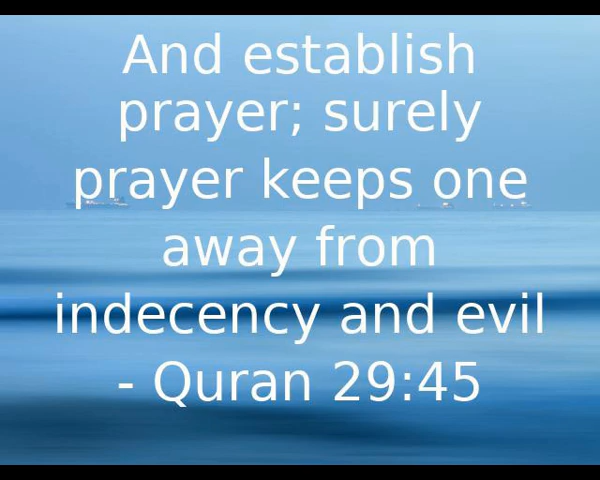 And establish
prayer; surely
prayer keeps one
away from
indecency and evil
- Quran 29:45